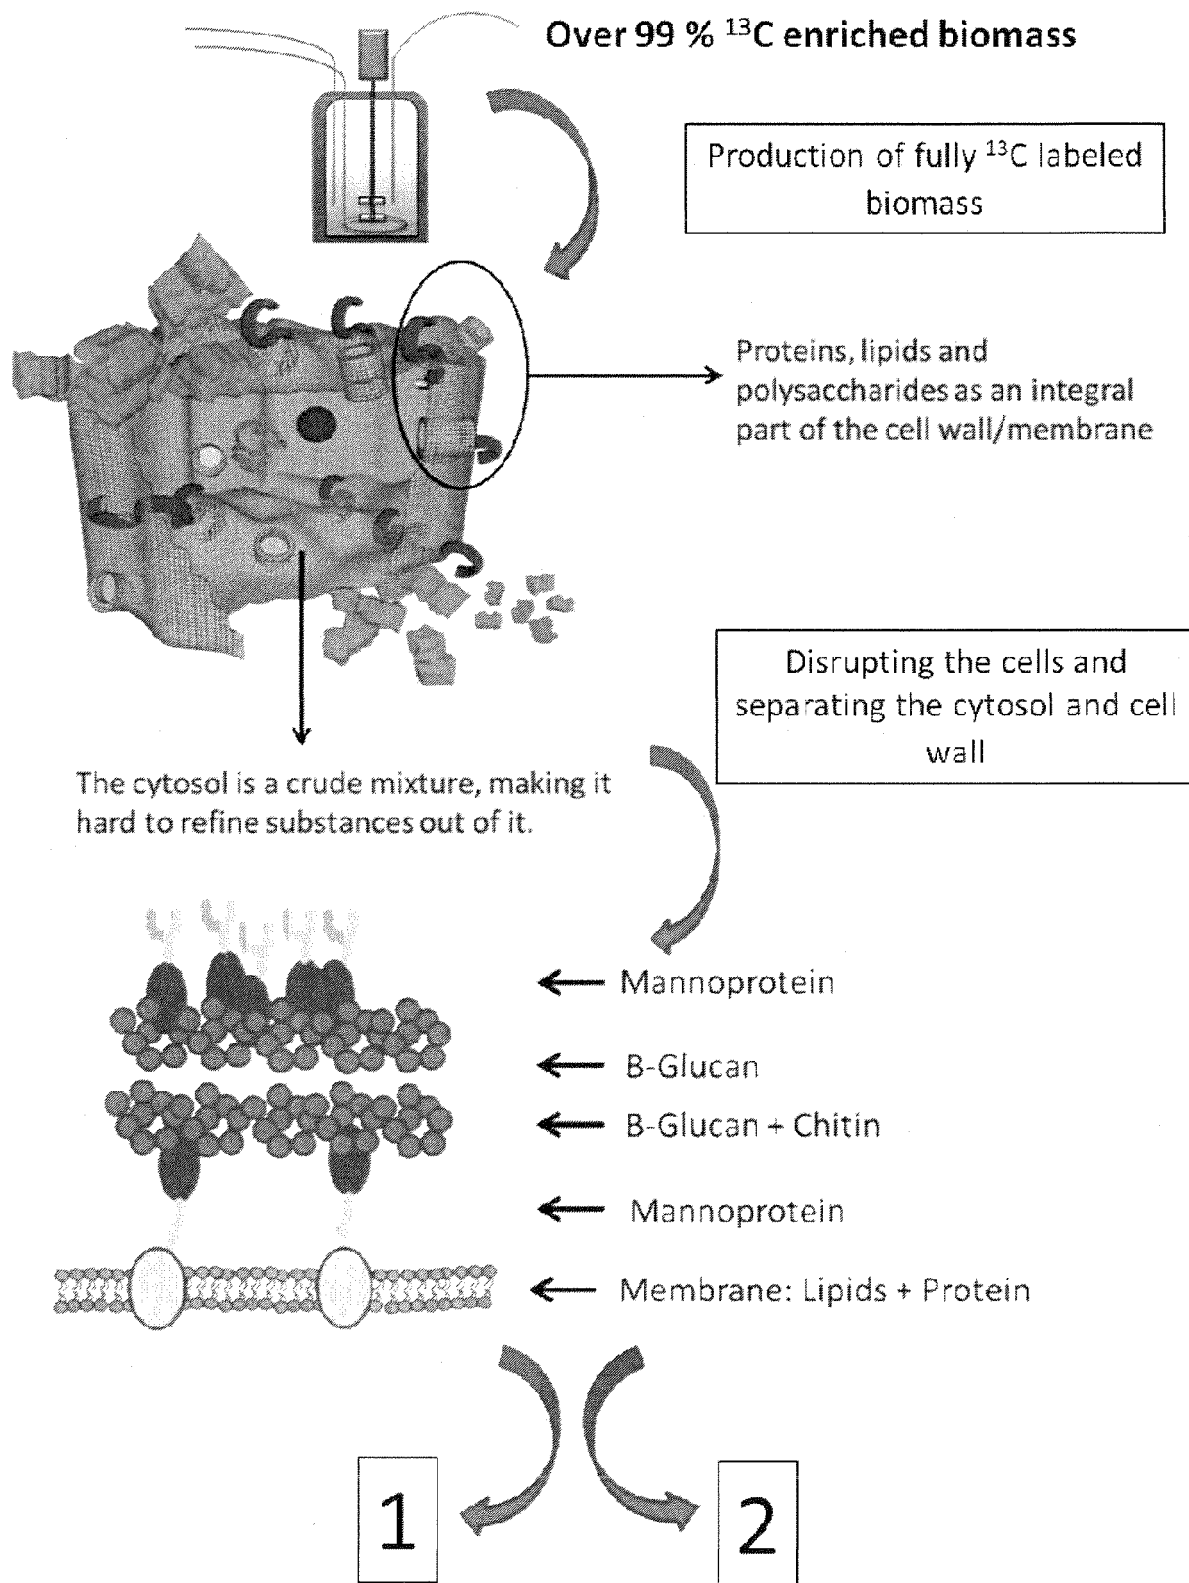 Over 99 % ¹³C enriched biomass
Production of fully ¹³C labeled
biomass
Proteins, lipids and
polysaccharides as an integral
part of the cell wall/membrane
Disrupting the cells and
separating the cytosol and cell
wall
The cytosol is a crude mixture, making it
hard to refine substances out of it.
Mannoprotein
B-Glucan
B-Glucan + Chitin
Mannoprotein
Membrane: Lipids + Protein
1
2